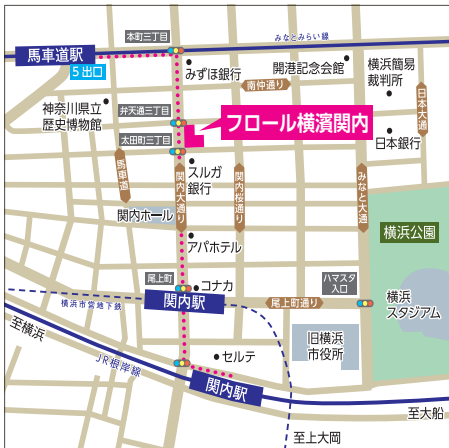 本町三丁目
みなとみらい線
馬車道駅
5出口
みずほ銀行
開港記念会館
横浜簡易
裁判所
南仲通り
日本大通
神奈川県立
歴史博物館
弁天通三丁目
フロール横濱関内
太田町三丁目
日本銀行
馬車道
スルガ
銀行
関内大通り
関内桜通り
みなと大通
関内ホール
横浜公園
アパホテル
尾上町
コナカ
ハマスタ
入口
横浜市営地下鉄
関内駅
尾上町通り
横浜
スタジアム
至横浜
旧横浜
市役所
JR根岸線
セルテ
関内駅
至大船
至上大岡